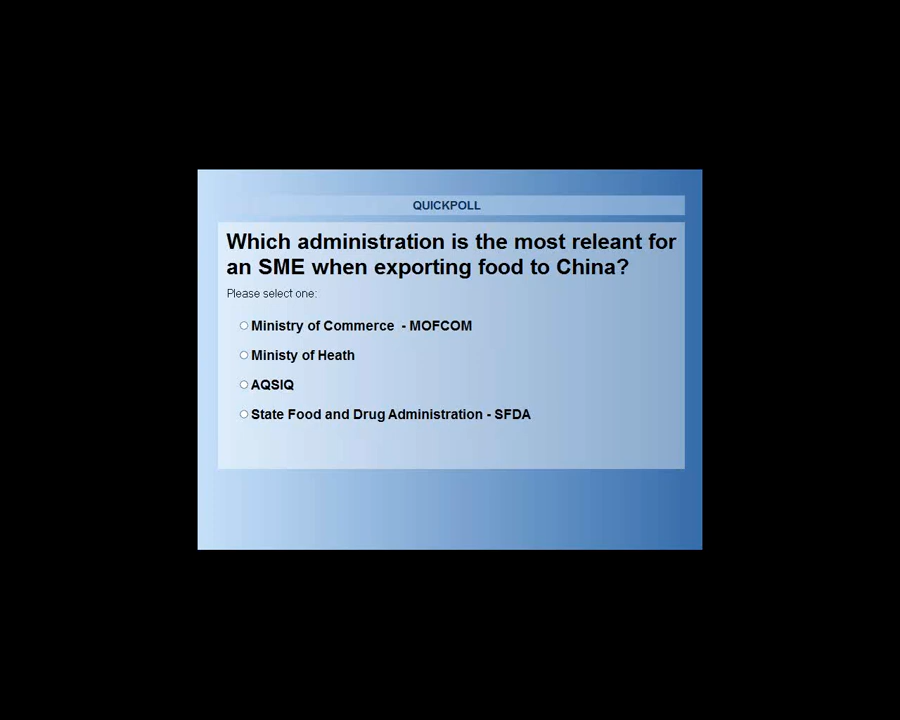 QUICKPOLL
Which administration is the most releant for
an SME when exporting food to China?
Please select one:
Ministry of Commerce  - MOFCOM
Ministy of Heath
AQSIQ
State Food and Drug Administration - SFDA